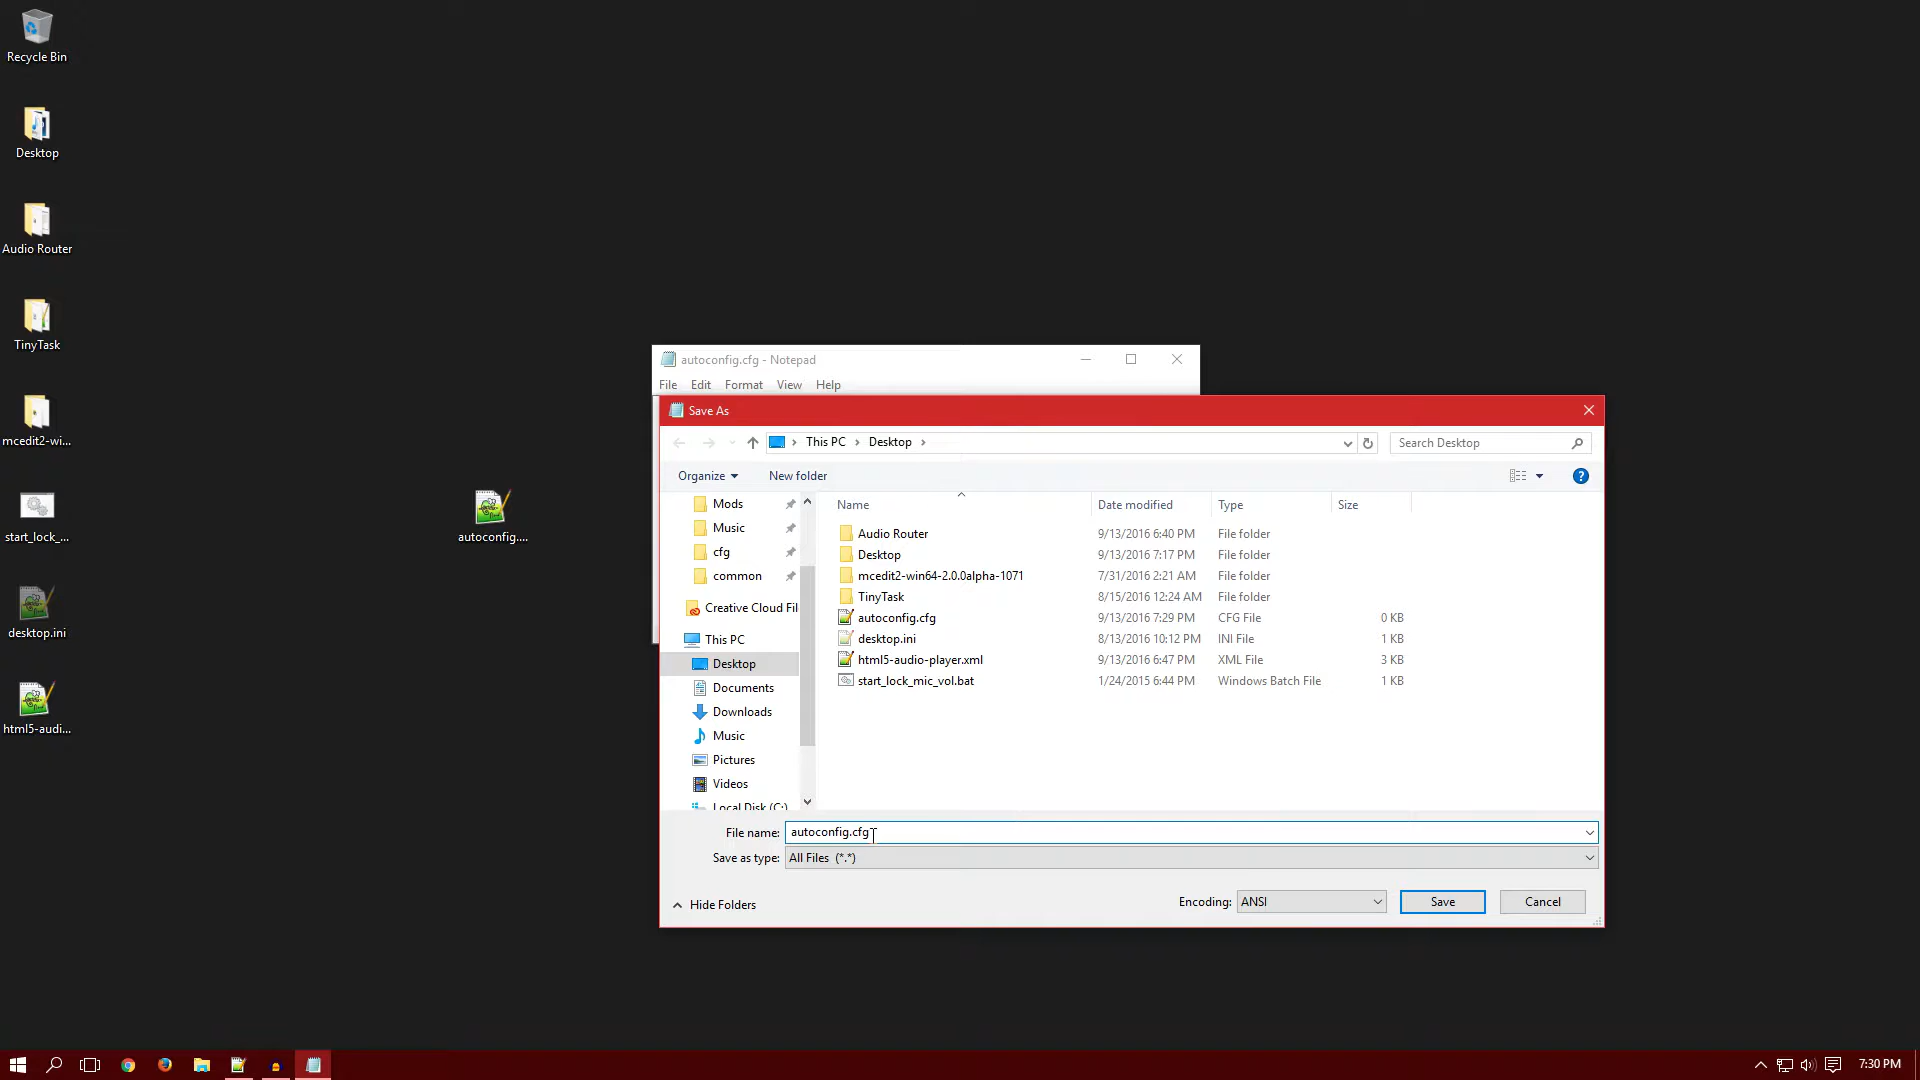 Recycle Bin
Desktop
Audio Router
TinyTask
mcedit2-wi...
start_lock_...
desktop.ini
html5-audi...
autoconfig....
autoconfig.cfg - Notepad
File Edit Format View Help
Save As
This PC Desktop
Search Desktop
Organize New folder
Mods
Music
cfg
common
Creative Cloud Fil
This PC
Desktop
Documents
Downloads
Music
Pictures
Videos
Local Disk (C:)
Name Date modified Type Size
Audio Router 9/13/2016 6:40 PM File folder
Desktop 9/13/2016 7:17 PM File folder
mcedit2-win64-2.0.0alpha-1071 7/31/2016 2:21 AM File folder
TinyTask 8/15/2016 12:24 AM File folder
autoconfig.cfg 9/13/2016 7:29 PM CFG File 0 KB
desktop.ini 8/13/2016 10:12 PM INI File 1 KB
html5-audio-player.xml 9/13/2016 6:47 PM XML File 3 KB
start_lock_mic_vol.bat 1/24/2015 6:44 PM Windows Batch File 1 KB
File name: autoconfig.cfg
Save as type: All Files (*.*)
Hide Folders
Encoding: ANSI Save Cancel
7:30 PM